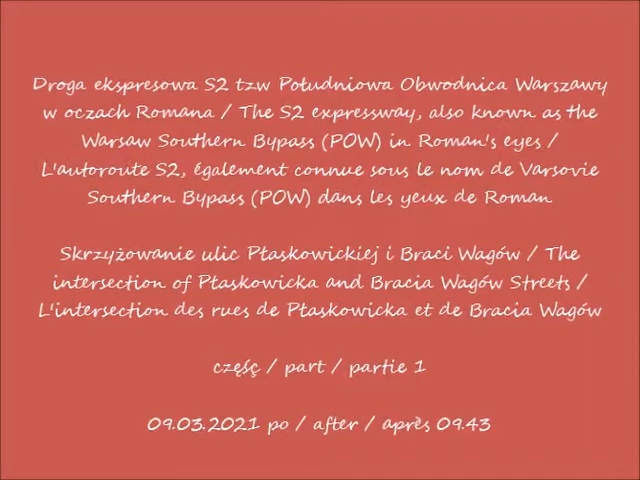 Droga ekspresowa S2 tzw Południowa Obwodnica Warszawy
w oczach Romana / The S2 expressway, also known as the
Warsaw Southern Bypass (POW) in Roman's eyes /
L'autoroute S2, également connue sous le nom de Varsovie
Southern Bypass (POW) dans les yeux de Roman
Skrzyżowanie ulic Płaskowickiej i Braci Wagów / The
intersection of Płaskowicka and Bracia Wagów Streets /
L'intersection des rues de Płaskowicka et de Bracia Wagów
częśç / part / partie 1
09.03.2021 po / after / après 09.43